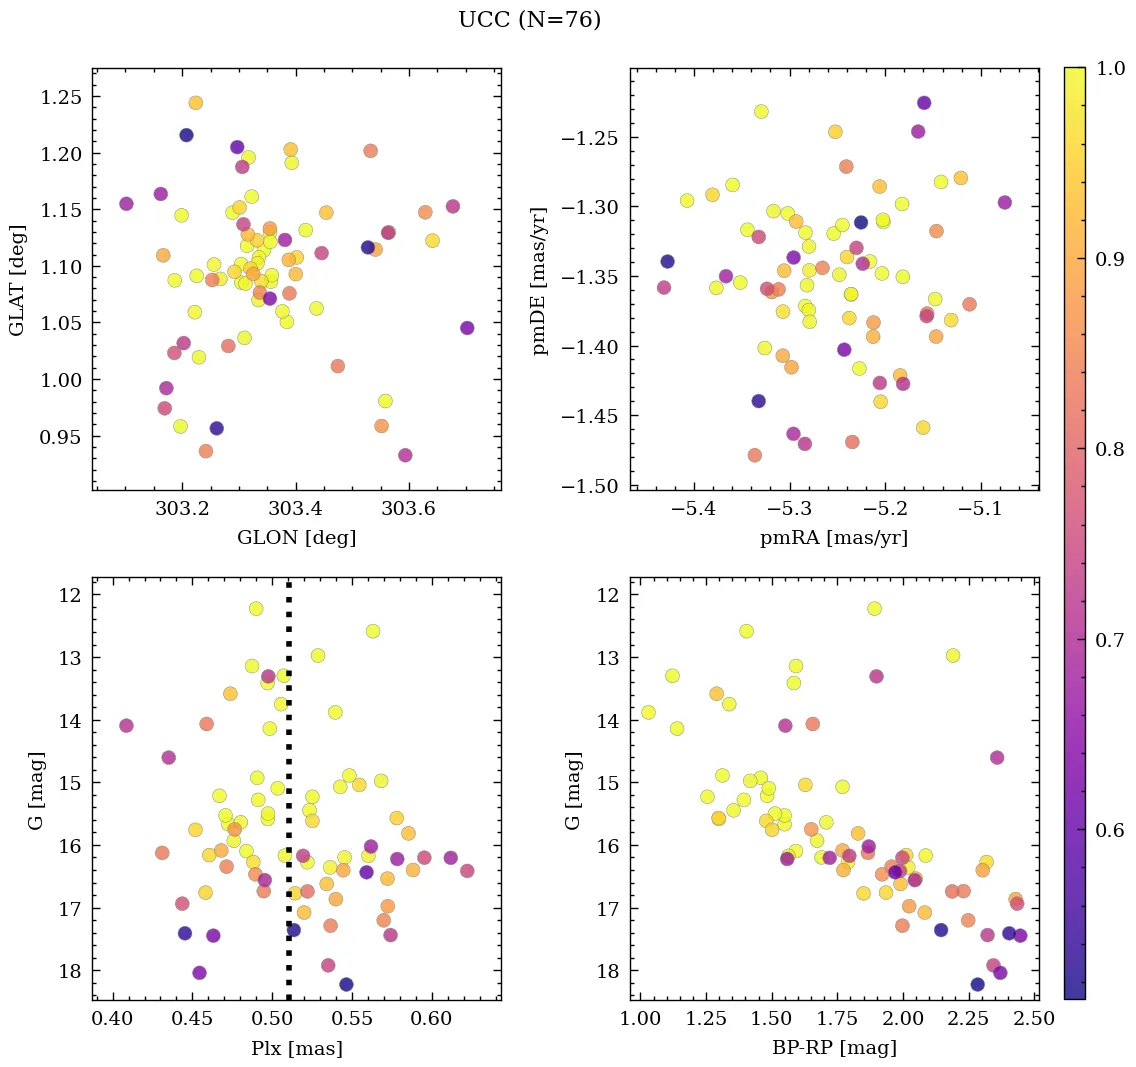 UCC (N=76)
1.25
1.20
1.15
1.10
1.05
1.00
0.95
GLAT [deg]
303.2 303.4 303.6
GLON [deg]
−1.25
−1.30
−1.35
−1.40
−1.45
−1.50
pmDE [mas/yr]
−5.4 −5.3 −5.2 −5.1
pmRA [mas/yr]
12
13
14
15
16
17
18
G [mag]
0.40 0.45 0.50 0.55 0.60
Plx [mas]
12
13
14
15
16
17
18
G [mag]
1.00 1.25 1.50 1.75 2.00 2.25 2.50
BP-RP [mag]
1.0
0.9
0.8
0.7
0.6